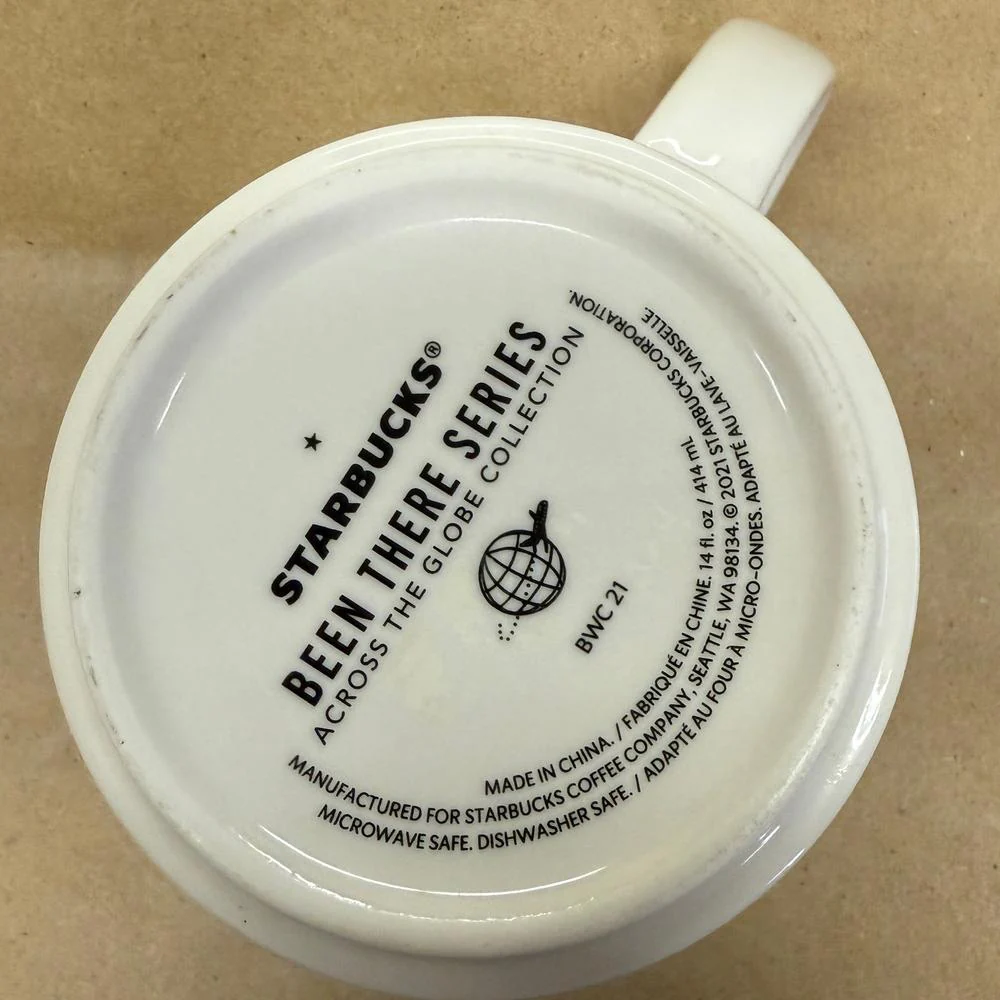 STARBUCKS®
BEEN THERE SERIES
ACROSS THE GLOBE COLLECTION
BWC 21
MADE IN CHINA. / FABRIQUÉ EN CHINE. 14 fl. oz / 414 mL
MANUFACTURED FOR STARBUCKS COFFEE COMPANY, SEATTLE, WA 98134. © 2021 STARBUCKS CORPORATION.
MICROWAVE SAFE. DISHWASHER SAFE. / ADAPTÉ AU FOUR À MICRO-ONDES. ADAPTÉ AU LAVE-VAISSELLE.